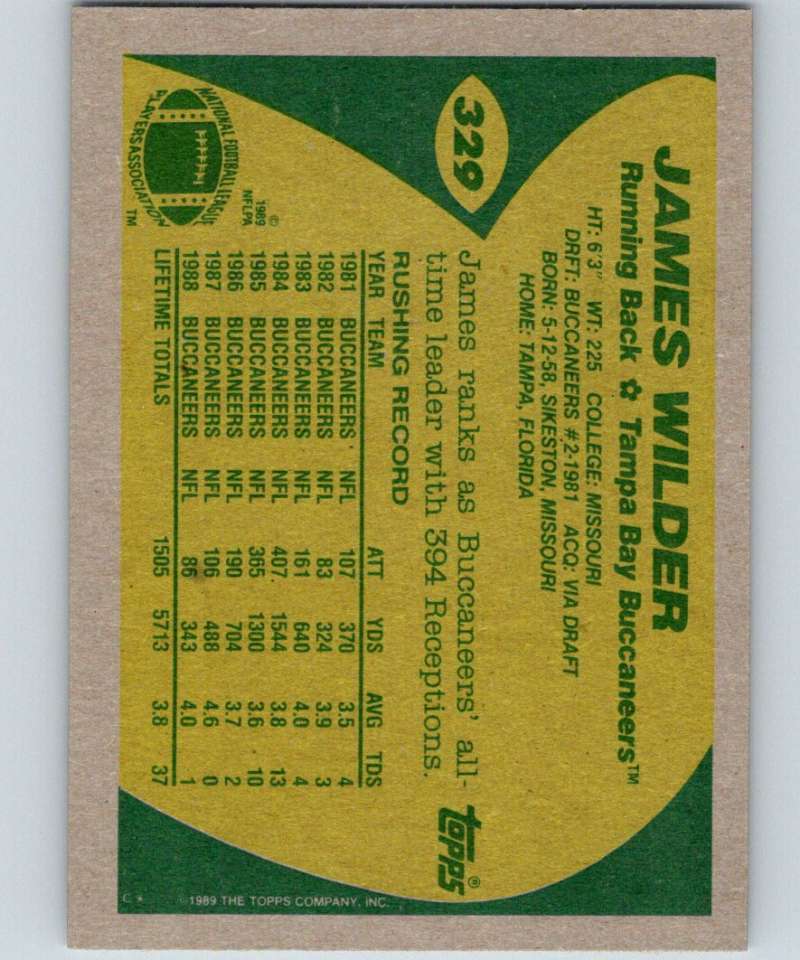 329
JAMES WILDER
Running Back ✩ Tampa Bay Buccaneers™
HT: 6'3" WT: 225 COLLEGE: MISSOURI
DRFT: BUCCANEERS #2-1981 ACQ: VIA DRAFT
BORN: 5-12-58, SIKESTON, MISSOURI
HOME: TAMPA, FLORIDA
James ranks as Buccaneers' all-
time leader with 394 Receptions.
topps®
RUSHING RECORD
YEAR TEAM ATT YDS AVG TDS
1981 BUCCANEERS NFL 107 370 3.5 4
1982 BUCCANEERS NFL 83 324 3.9 3
1983 BUCCANEERS NFL 161 640 4.0 4
1984 BUCCANEERS NFL 407 1544 3.8 13
1985 BUCCANEERS NFL 365 1300 3.6 10
1986 BUCCANEERS NFL 190 704 3.7 2
1987 BUCCANEERS NFL 106 488 4.6 0
1988 BUCCANEERS NFL 86 343 4.0 1
LIFETIME TOTALS 1505 5713 3.8 37
NATIONAL FOOTBALL LEAGUE
PLAYERS ASSOCIATION
™
©
1989
NFLPA
©1989 THE TOPPS COMPANY, INC.
C *